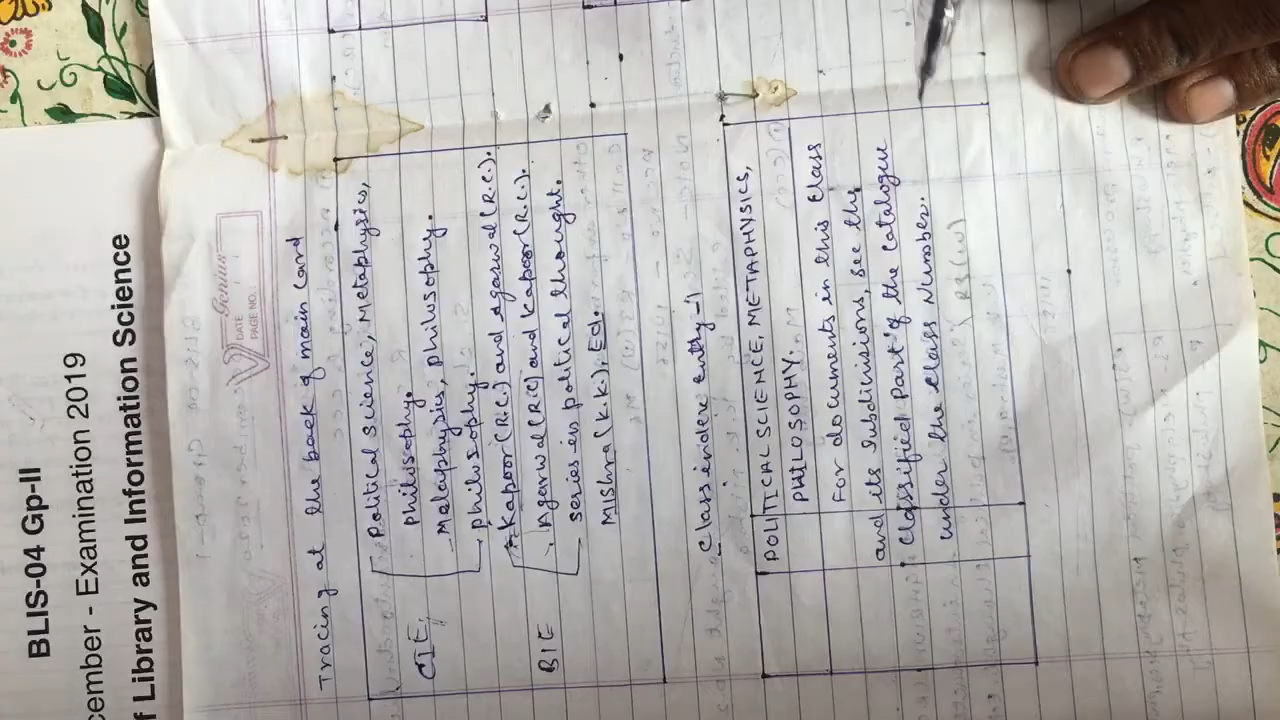 BLIS-04 Gp-II
cember - Examination 2019
f Library and Information Science
Genius
DATE
PAGE NO.:
Tracing at the back of main card
Political science, Metaphysics,
Philosophy.
Metaphysics, philosophy.
philosophy.
CIE
Kapoor (R.C.) and agarwal (R.C.).
Agarwal (R.C) and Kapoor (R.C.).
series in political thought.
Mishra (K.K.), Ed.
BIE
Class index Entry-1
POLITICAL SCIENCE, METAPHYSICS,
PHILOSOPHY.
For documents in this Class
and its Subdivisions, see the
Classified Part of the Catalogue
under the Class Number.